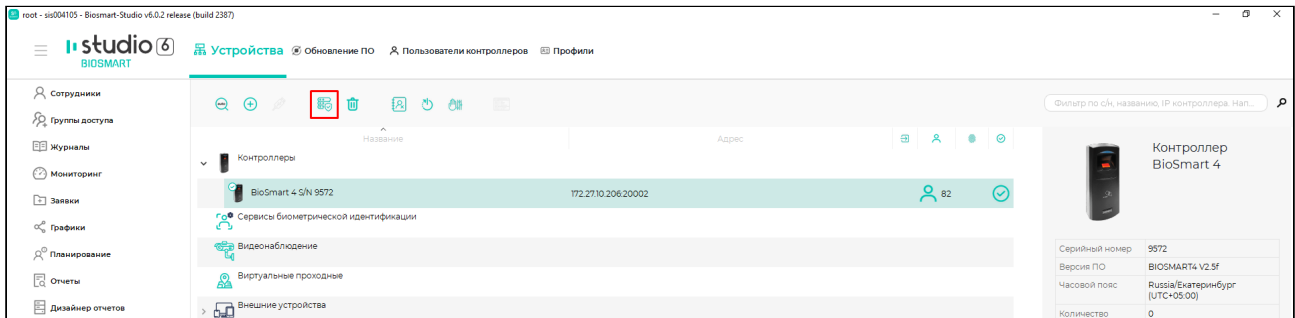 root - sis004105 - Biosmart-Studio v6.0.2 release (build 2387)
studio 6
BIOSMART
Устройства
Обновление ПО
Пользователи контроллеров
Профили
Сотрудники
Группы доступа
Журналы
Мониторинг
Заявки
Графики
Планирование
Отчеты
Дизайнер отчетов
Фильтр по с/н, названию, IP контроллера. Нап...
Название
Адрес
Контроллеры
BioSmart 4 S/N 9572
172.27.10.206:20002
82
Сервисы биометрической идентификации
Видеонаблюдение
Виртуальные проходные
Внешние устройства
Контроллер
BioSmart 4
Серийный номер 9572
Версия ПО BIOSMART4 V2.5f
Часовой пояс Russia/Екатеринбург
(UTC+05:00)
Количество 0